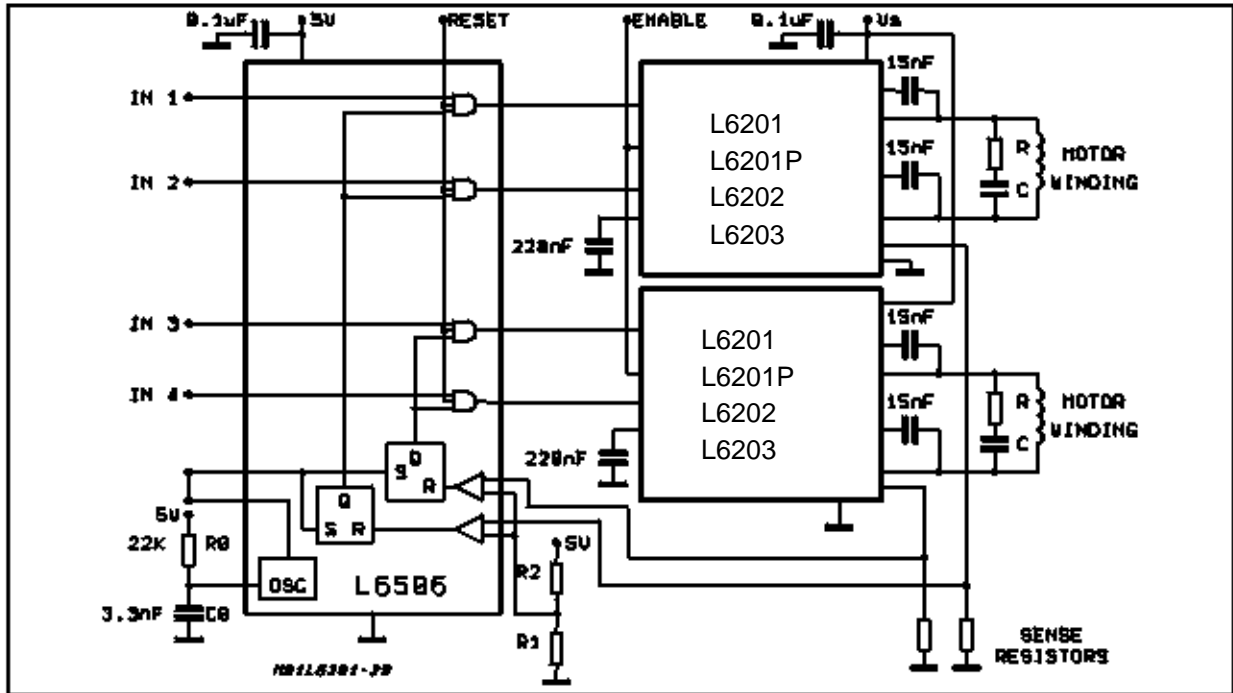 0.1uF 5V RESET ENABLE 0.1uF Vs
15nF
IN 1
L6201
L6201P
L6202
L6203
15nF
R
C
MOTOR
WINDING
IN 2
220nF
IN 3
15nF
L6201
L6201P
L6202
L6203
IN 4
15nF
R
C
MOTOR
WINDING
220nF
S Q R
Q
S R
5V
22K R0
OSC
L6506
5V
R2
3.3nF C0
R1
SENSE
RESISTORS